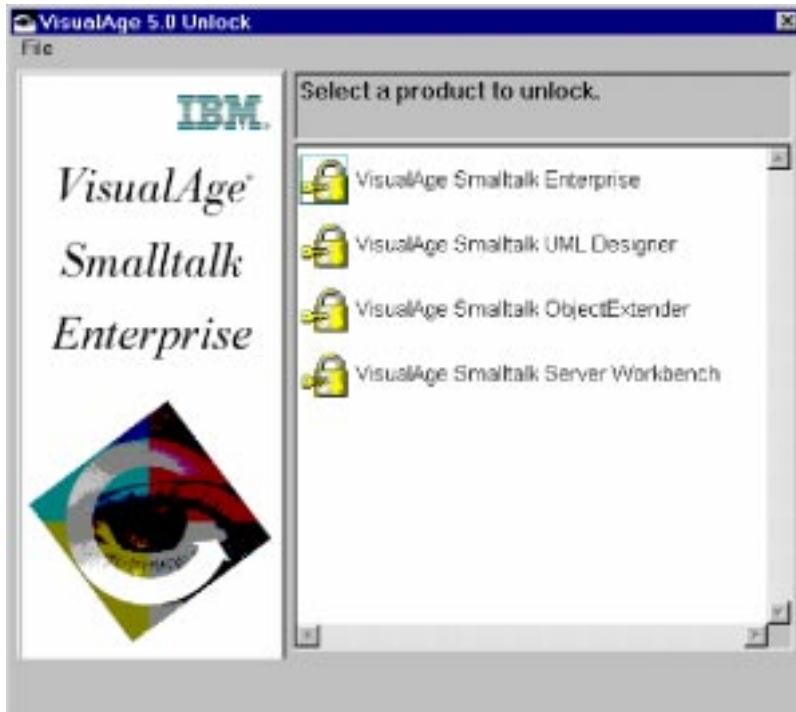 VisualAge 5.0 Unlock
File
IBM.
VisualAge®
Smalltalk
Enterprise
Select a product to unlock.
VisualAge Smalltalk Enterprise
VisualAge Smalltalk UML Designer
VisualAge Smalltalk ObjectExtender
VisualAge Smalltalk Server Workbench